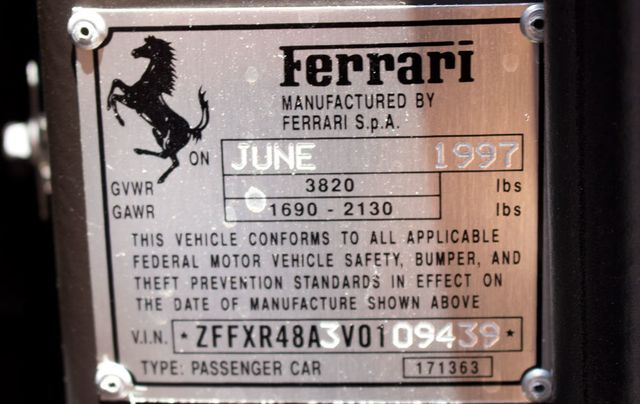 Ferrari
MANUFACTURED BY
FERRARI S.p.A.
ON JUNE 1997
GVWR 3820 lbs
GAWR 1690 - 2130 lbs
THIS VEHICLE CONFORMS TO ALL APPLICABLE
FEDERAL MOTOR VEHICLE SAFETY, BUMPER, AND
THEFT PREVENTION STANDARDS IN EFFECT ON
THE DATE OF MANUFACTURE SHOWN ABOVE
V.I.N. *ZFFXR48A3V0109439*
TYPE: PASSENGER CAR 171363